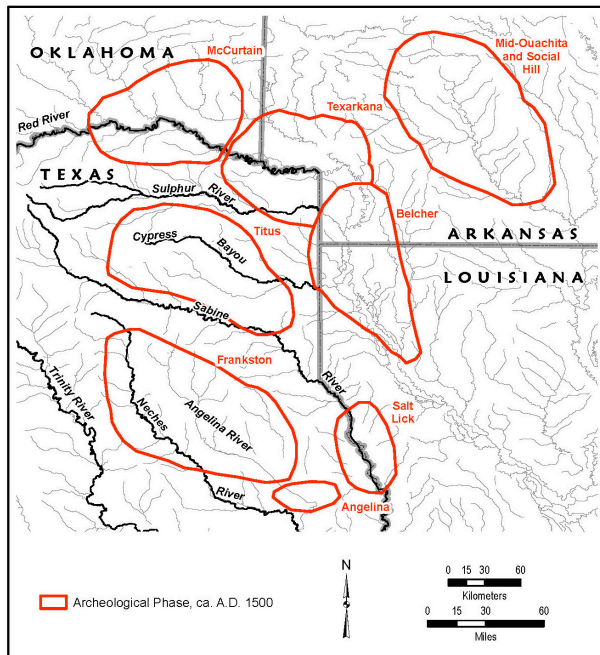 OKLAHOMA
McCurtain
Mid-Ouachita
and Social
Hill
Texarkana
Red River
TEXAS
Sulphur
River
Belcher
Titus
Cypress
Bayou
ARKANSAS
LOUISIANA
Sabine
River
Frankston
Trinity River
Neches
Angelina River
Salt
Lick
River
Angelina
N
Archeological Phase, ca. A.D. 1500
0 15 30 60
Kilometers
0 15 30 60
Miles